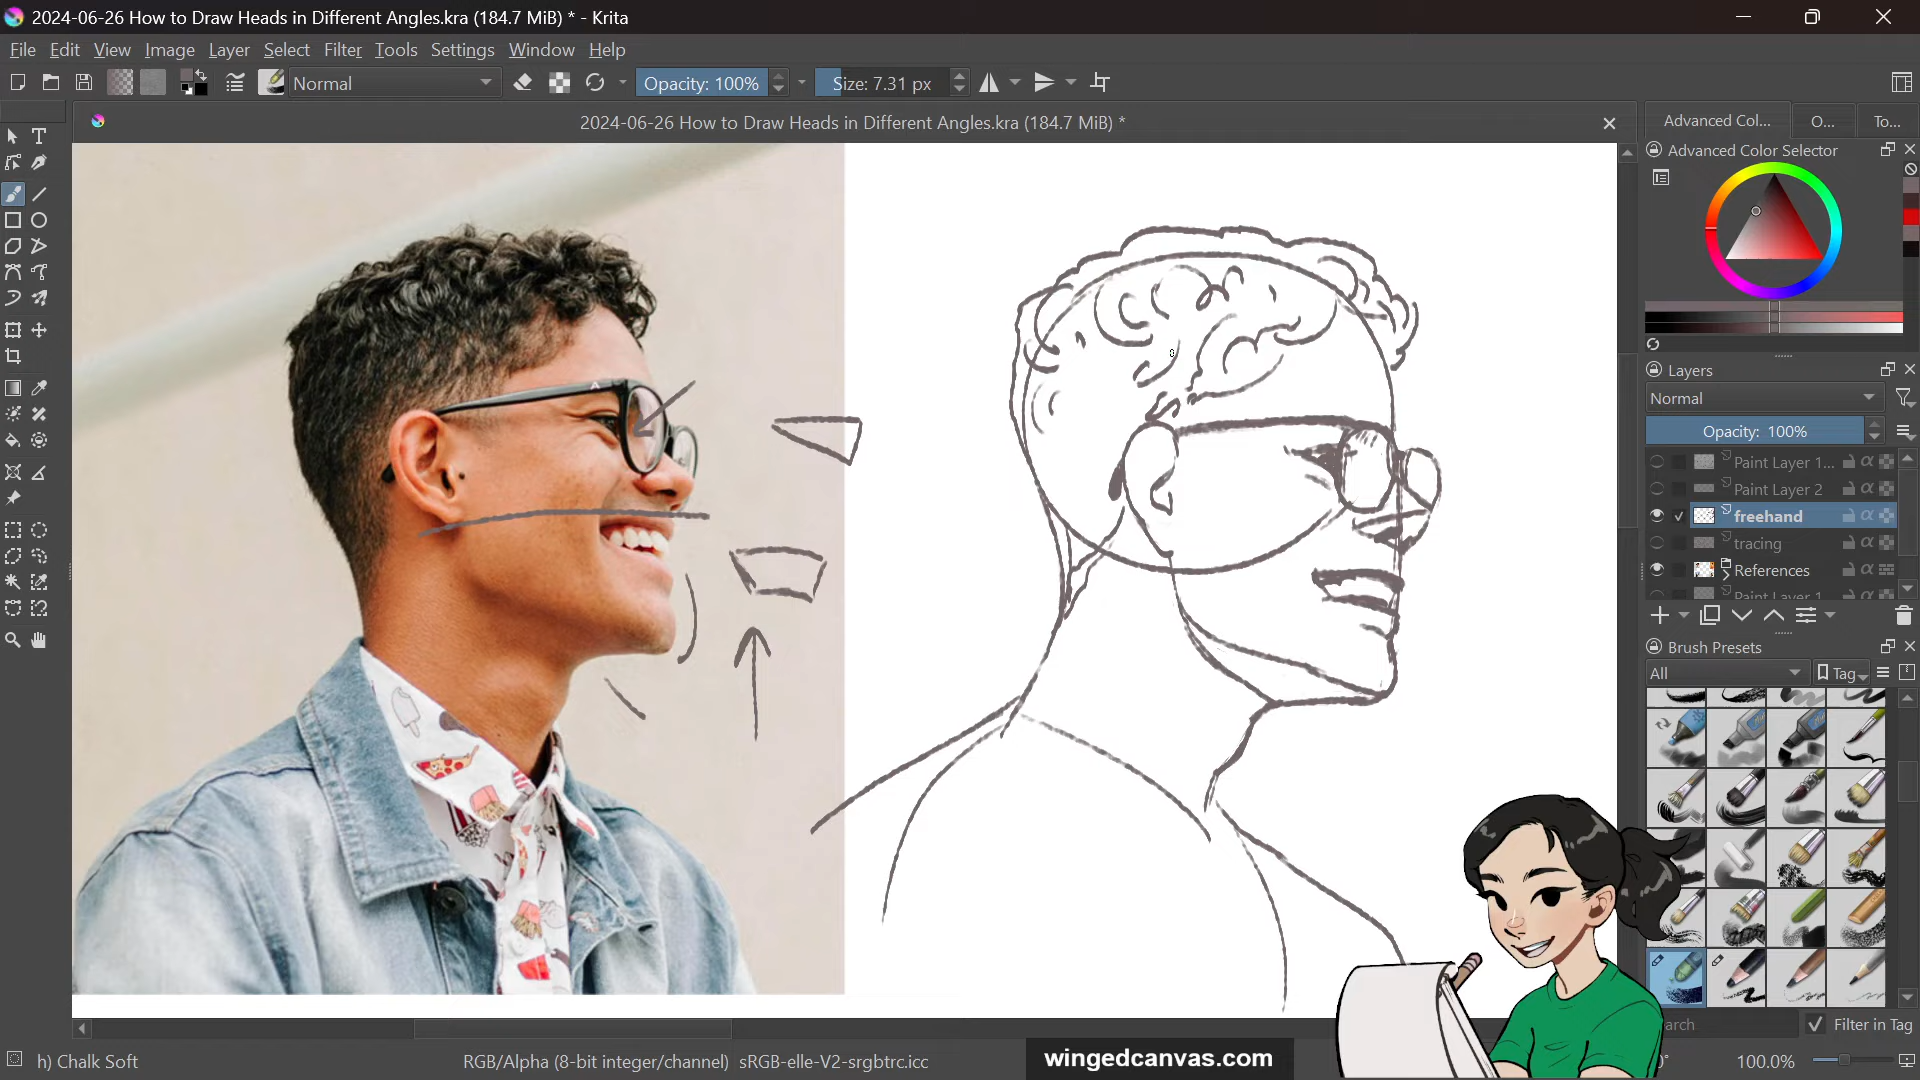 2024-06-26 How to Draw Heads in Different Angles.kra (184.7 MiB) * - Krita
File Edit View Image Layer Select Filter Tools Settings Window Help
Normal Opacity: 100% Size: 7.31 px
2024-06-26 How to Draw Heads in Different Angles.kra (184.7 MiB) *
Advanced Col... O... To...
Advanced Color Selector
Layers
Normal
Opacity: 100%
Paint Layer 1...
Paint Layer 2
freehand
tracing
References
Paint Layer 1
Brush Presets
All Tag
Filter in Tag
h) Chalk Soft RGB/Alpha (8-bit integer/channel) sRGB-elle-V2-srgbtrc.icc 100.0%
wingedcanvas.com